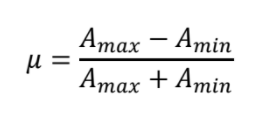 μ = (A_max − A_min) / (A_max + A_min)